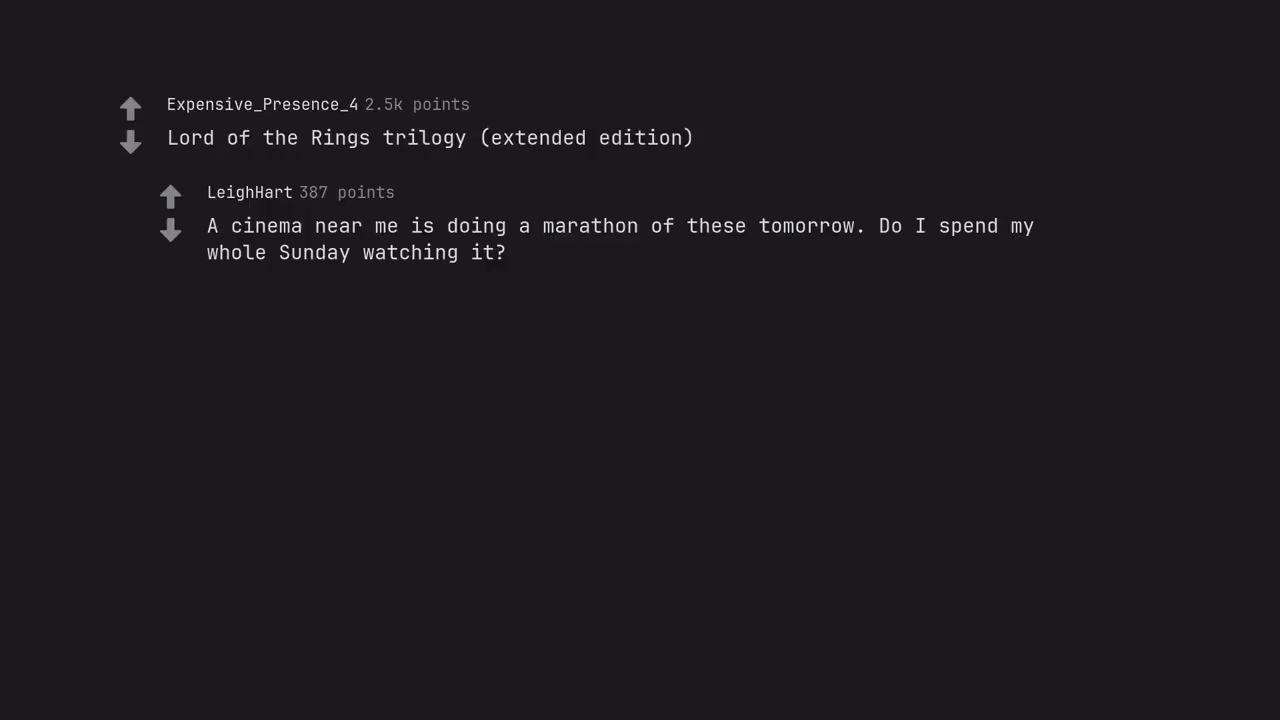 Expensive_Presence_4 2.5k points
Lord of the Rings trilogy (extended edition)
LeighHart 387 points
A cinema near me is doing a marathon of these tomorrow. Do I spend my
whole Sunday watching it?